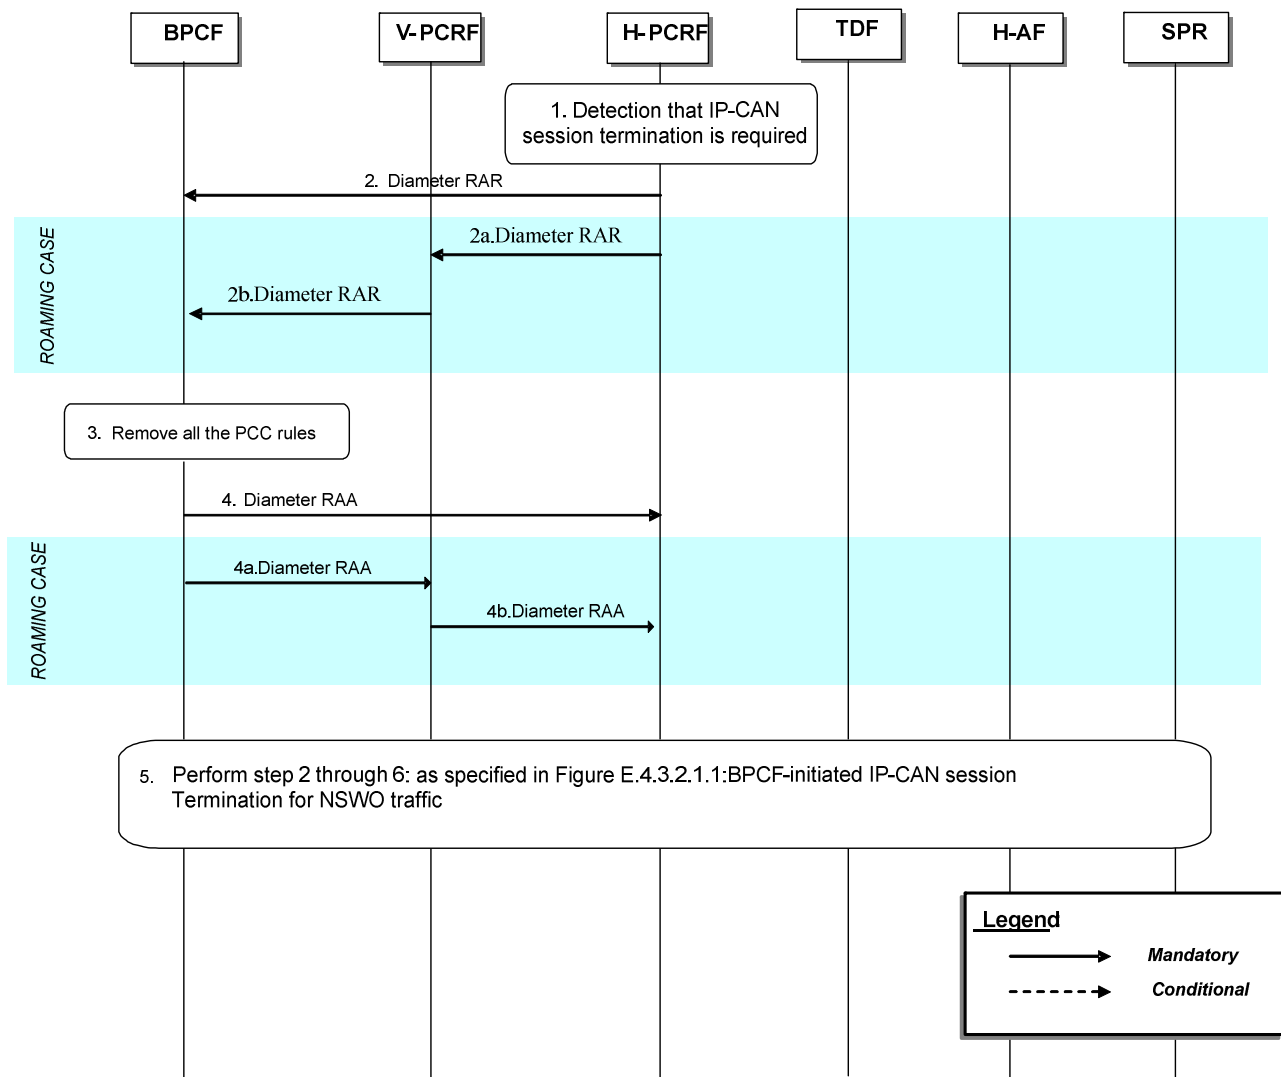 BPCF
V-PCRF
H-PCRF
TDF
H-AF
SPR
1. Detection that IP-CAN
session termination is required
2. Diameter RAR
ROAMING CASE
2a.Diameter RAR
2b.Diameter RAR
3. Remove all the PCC rules
4. Diameter RAA
ROAMING CASE
4a.Diameter RAA
4b.Diameter RAA
5. Perform step 2 through 6: as specified in Figure E.4.3.2.1.1:BPCF-initiated IP-CAN session
Termination for NSWO traffic
Legend
Mandatory
Conditional